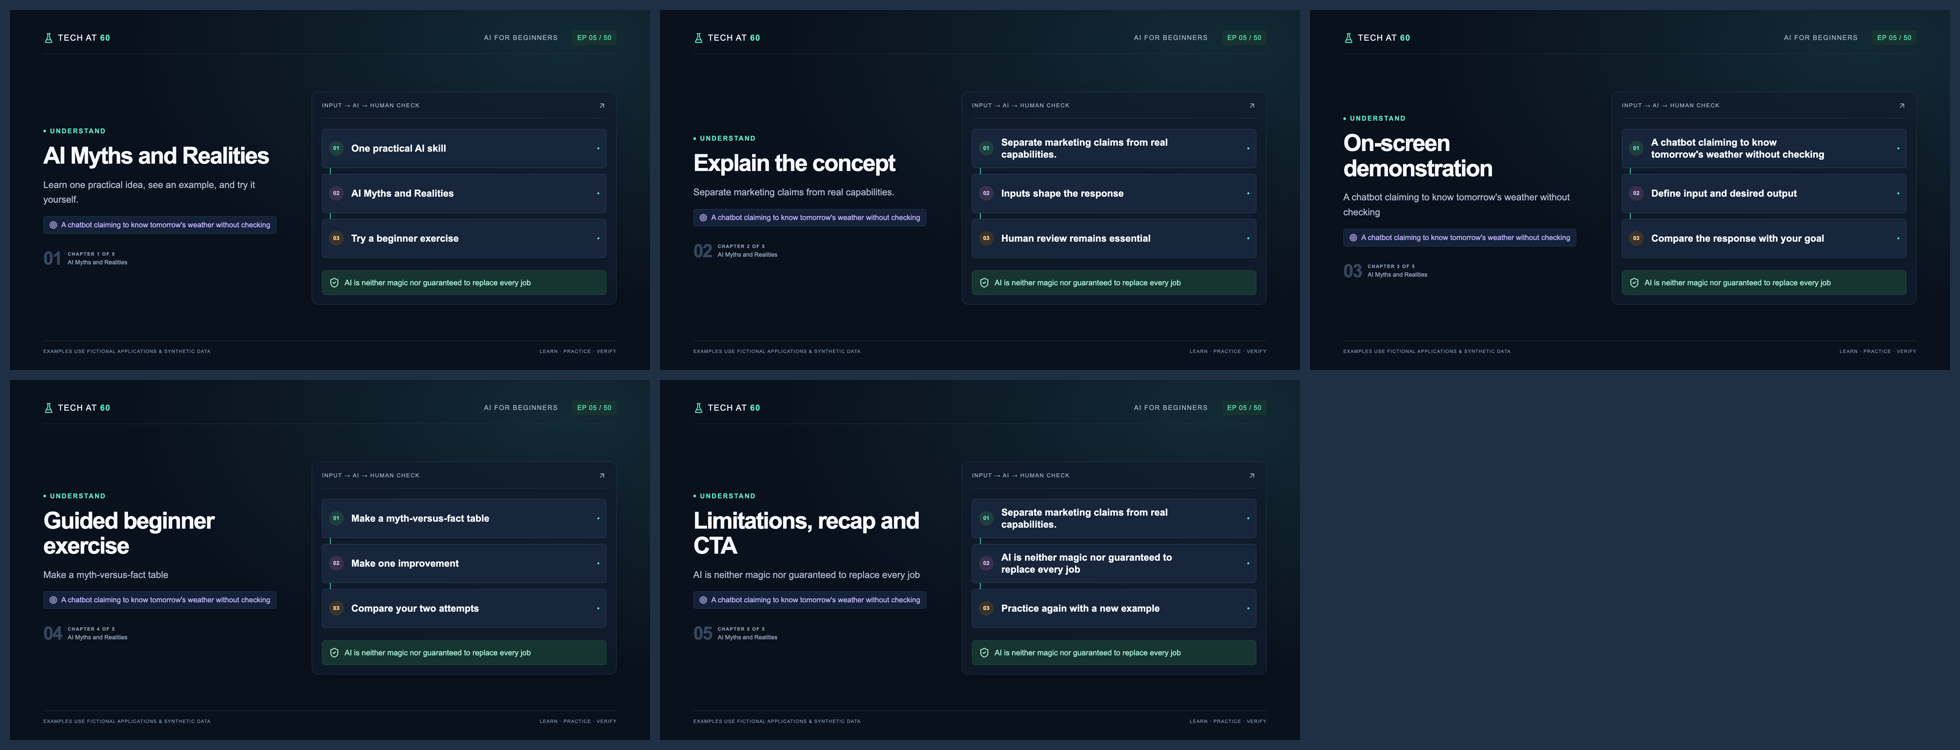 TECH AT 60
AI FOR BEGINNERS
EP 05 / 50
UNDERSTAND
AI Myths and Realities
Learn one practical idea, see an example, and try it
yourself.
A chatbot claiming to know tomorrow's weather without checking
01
CHAPTER 1 OF 5
AI Myths and Realities
INPUT → AI → HUMAN CHECK
01 One practical AI skill
02 AI Myths and Realities
03 Try a beginner exercise
AI is neither magic nor guaranteed to replace every job
EXAMPLES USE FICTIONAL APPLICATIONS & SYNTHETIC DATA
LEARN · PRACTICE · VERIFY
TECH AT 60
AI FOR BEGINNERS
EP 05 / 50
UNDERSTAND
Explain the concept
Separate marketing claims from real capabilities.
A chatbot claiming to know tomorrow's weather without checking
02
CHAPTER 2 OF 5
AI Myths and Realities
INPUT → AI → HUMAN CHECK
01 Separate marketing claims from real
capabilities.
02 Inputs shape the response
03 Human review remains essential
AI is neither magic nor guaranteed to replace every job
EXAMPLES USE FICTIONAL APPLICATIONS & SYNTHETIC DATA
LEARN · PRACTICE · VERIFY
TECH AT 60
AI FOR BEGINNERS
EP 05 / 50
UNDERSTAND
On-screen
demonstration
A chatbot claiming to know tomorrow's weather without
checking
A chatbot claiming to know tomorrow's weather without checking
03
CHAPTER 3 OF 5
AI Myths and Realities
INPUT → AI → HUMAN CHECK
01 A chatbot claiming to know
tomorrow's weather without checking
02 Define input and desired output
03 Compare the response with your goal
AI is neither magic nor guaranteed to replace every job
EXAMPLES USE FICTIONAL APPLICATIONS & SYNTHETIC DATA
LEARN · PRACTICE · VERIFY
TECH AT 60
AI FOR BEGINNERS
EP 05 / 50
UNDERSTAND
Guided beginner
exercise
Make a myth-versus-fact table
A chatbot claiming to know tomorrow's weather without checking
04
CHAPTER 4 OF 5
AI Myths and Realities
INPUT → AI → HUMAN CHECK
01 Make a myth-versus-fact table
02 Make one improvement
03 Compare your two attempts
AI is neither magic nor guaranteed to replace every job
EXAMPLES USE FICTIONAL APPLICATIONS & SYNTHETIC DATA
LEARN · PRACTICE · VERIFY
TECH AT 60
AI FOR BEGINNERS
EP 05 / 50
UNDERSTAND
Limitations, recap and
CTA
AI is neither magic nor guaranteed to replace every job
A chatbot claiming to know tomorrow's weather without checking
05
CHAPTER 5 OF 5
AI Myths and Realities
INPUT → AI → HUMAN CHECK
01 Separate marketing claims from real
capabilities.
02 AI is neither magic nor guaranteed to
replace every job
03 Practice again with a new example
AI is neither magic nor guaranteed to replace every job
EXAMPLES USE FICTIONAL APPLICATIONS & SYNTHETIC DATA
LEARN · PRACTICE · VERIFY